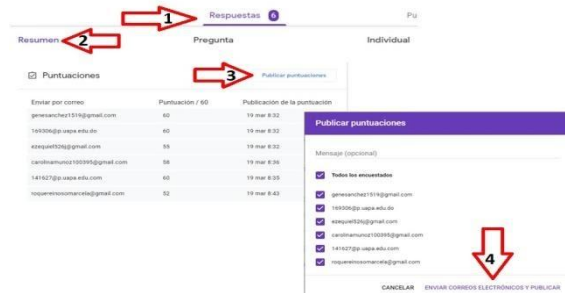 1 Respuestas 6 Pu
Resumen 2 Pregunta Individual
Puntuaciones 3 Publicar puntuaciones
Enviar por correo Puntuación / 60 Publicación de la puntuación
genesanchez1519@gmail.com 60 19 mar 8:32
169306@p.uapa.edu.do 60 19 mar 8:32
ezequiel526j@gmail.com 55 19 mar 8:32
carolinamunoz100395@gmail.com 58 19 mar 8:36
141627@p.uapa.edu.com 60 19 mar 8:35
roquereinosomarcela@gmail.com 52 19 mar 8:43
Publicar puntuaciones
Mensaje (opcional)
Todos los encuestados
genesanchez1519@gmail.com
169306@p.uapa.edu.do
ezequiel526j@gmail.com
carolinamunoz100395@gmail.com
141627@p.uapa.edu.com
roquereinosomarcela@gmail.com
4
CANCELAR ENVIAR CORREOS ELECTRÓNICOS Y PUBLICAR